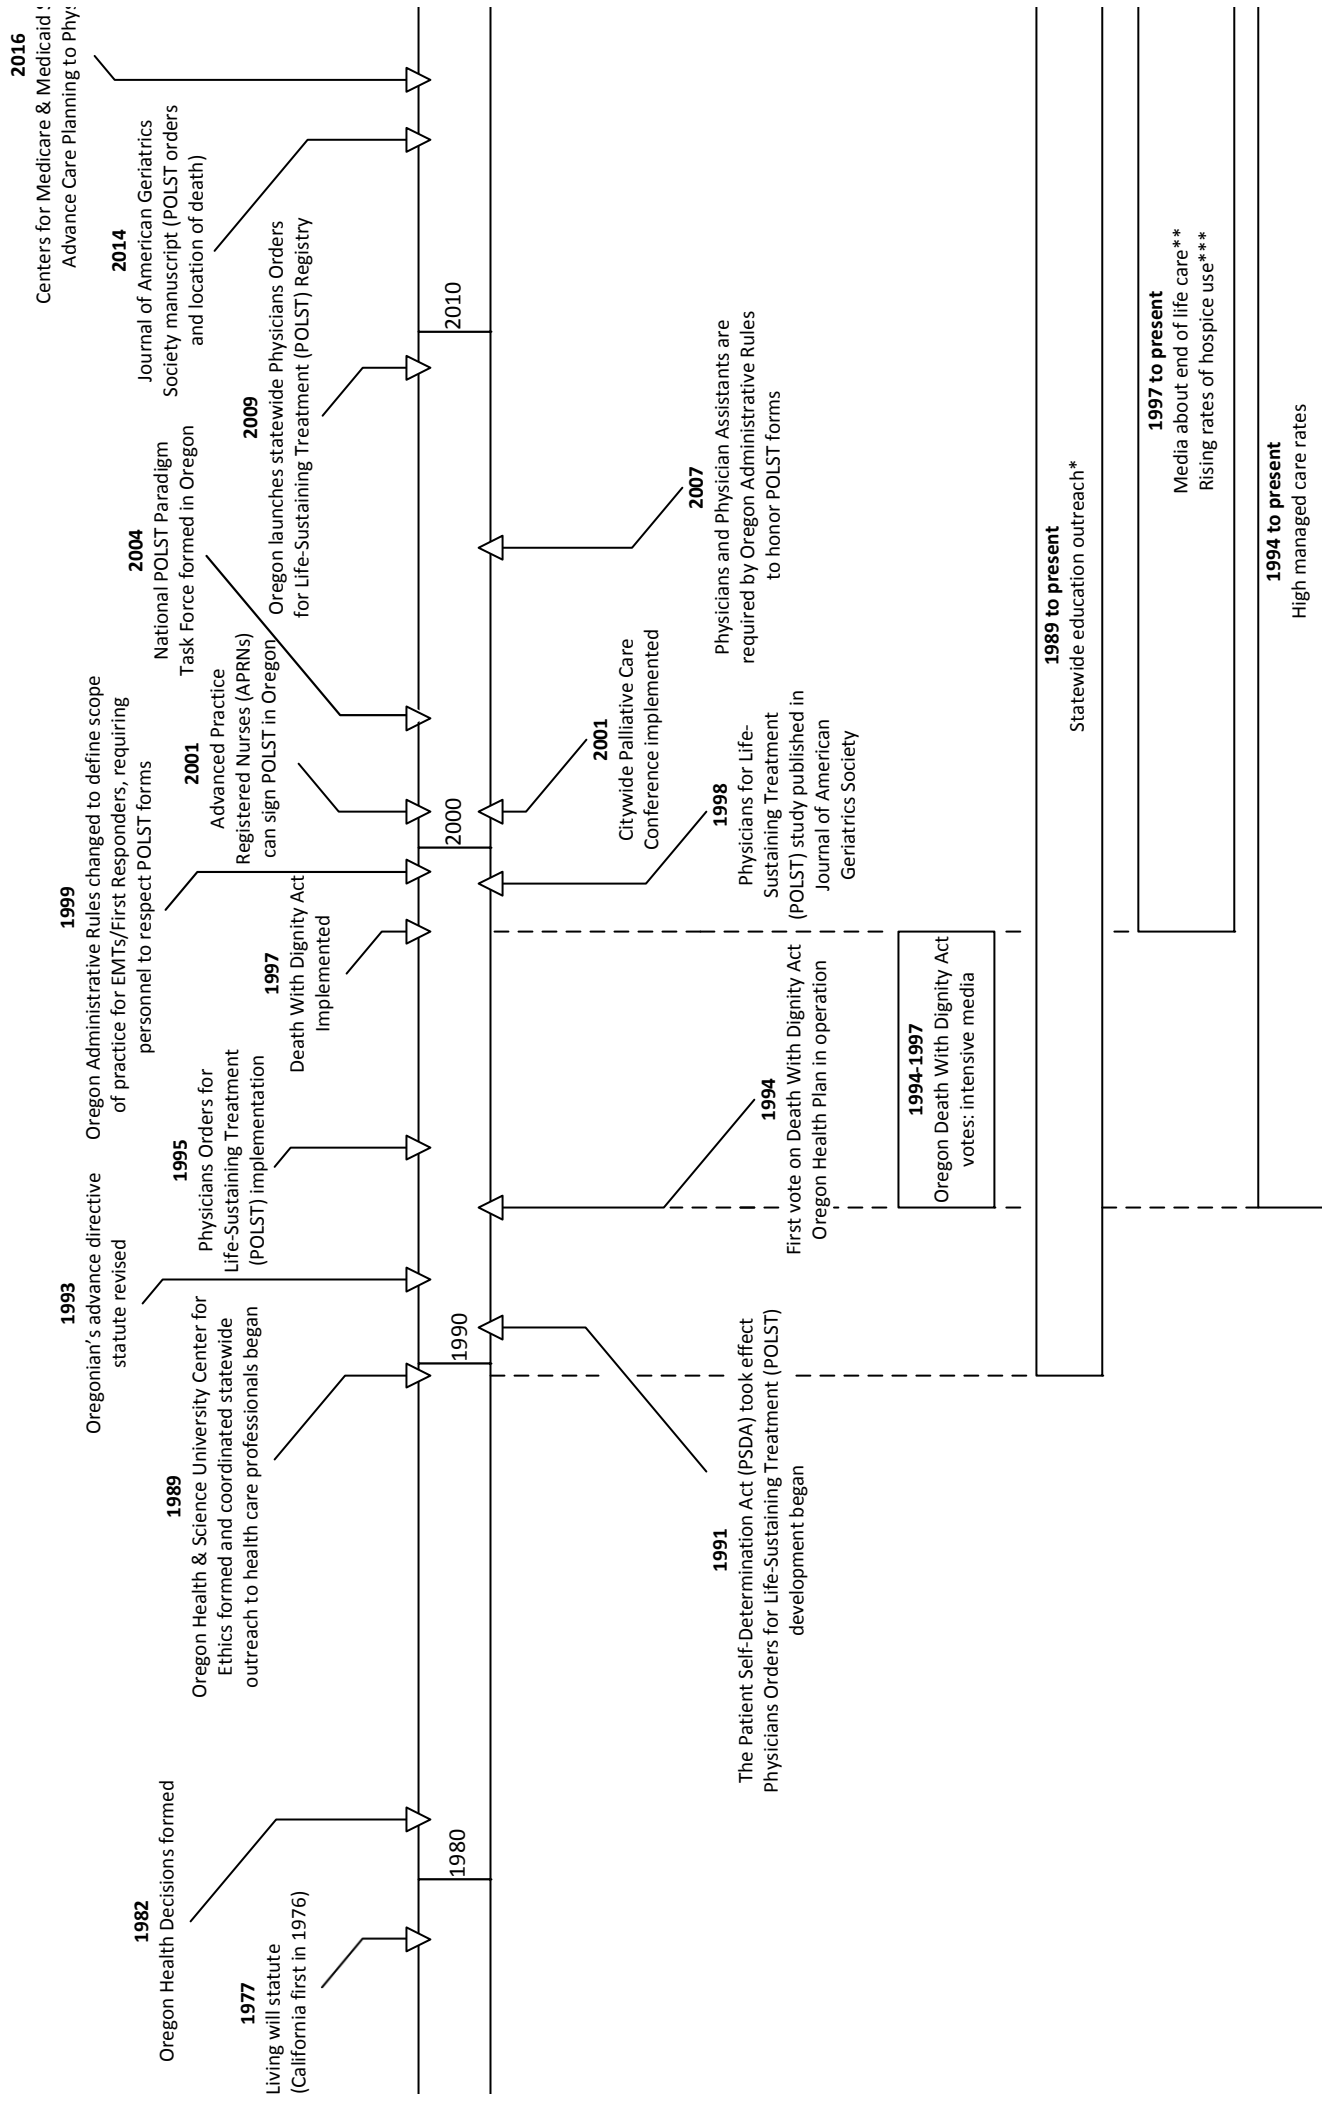 1977
Living will statute
(California first in 1976)
1982
Oregon Health Decisions formed
1989
Oregon Health & Science University Center for
Ethics formed and coordinated statewide
outreach to health care professionals began
1993
Oregonian's advance directive
statute revised
1995
Physicians Orders for
Life-Sustaining Treatment
(POLST) implementation
1997
Death With Dignity Act
Implemented
1999
Oregon Administrative Rules changed to define scope
of practice for EMTs/First Responders, requiring
personnel to respect POLST forms
2001
Advanced Practice
Registered Nurses (APRNs)
can sign POLST in Oregon
2004
National POLST Paradigm
Task Force formed in Oregon
2009
Oregon launches statewide Physicians Orders
for Life-Sustaining Treatment (POLST) Registry
2014
Journal of American Geriatrics
Society manuscript (POLST orders
and location of death)
2016
Centers for Medicare & Medicaid
Advance Care Planning to
1980
1990
2000
2010
1991
The Patient Self-Determination Act (PSDA) took effect
Physicians Orders for Life-Sustaining Treatment (POLST)
development began
1994
First vote on Death With Dignity Act
Oregon Health Plan in operation
1998
Physicians for Life-
Sustaining Treatment
(POLST) study published in
Journal of American
Geriatrics Society
2001
Citywide Palliative Care
Conference implemented
2007
Physicians and Physician Assistants are
required by Oregon Administrative Rules
to honor POLST forms
1994-1997
Oregon Death With Dignity Act
votes: intensive media
1989 to present
Statewide education outreach*
1997 to present
Media about end of life care**
Rising rates of hospice use***
1994 to present
High managed care rates